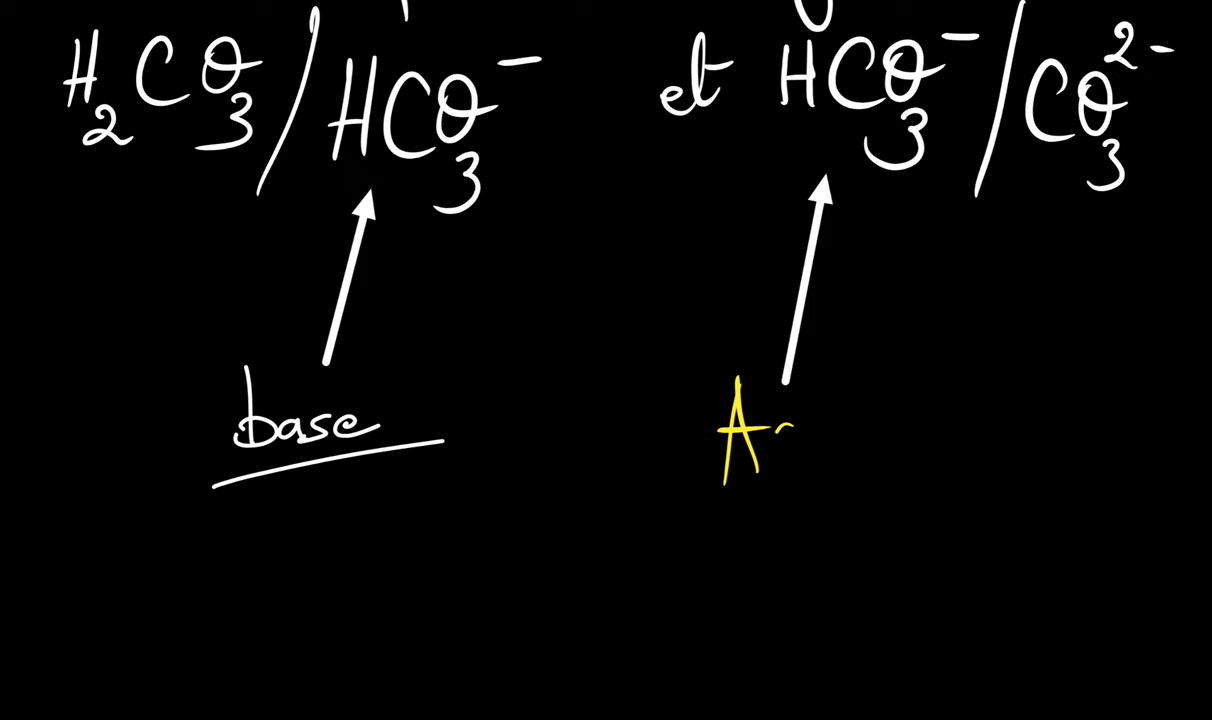 H₂CO₃/HCO₃⁻ et HCO₃⁻/CO₃²⁻
base A